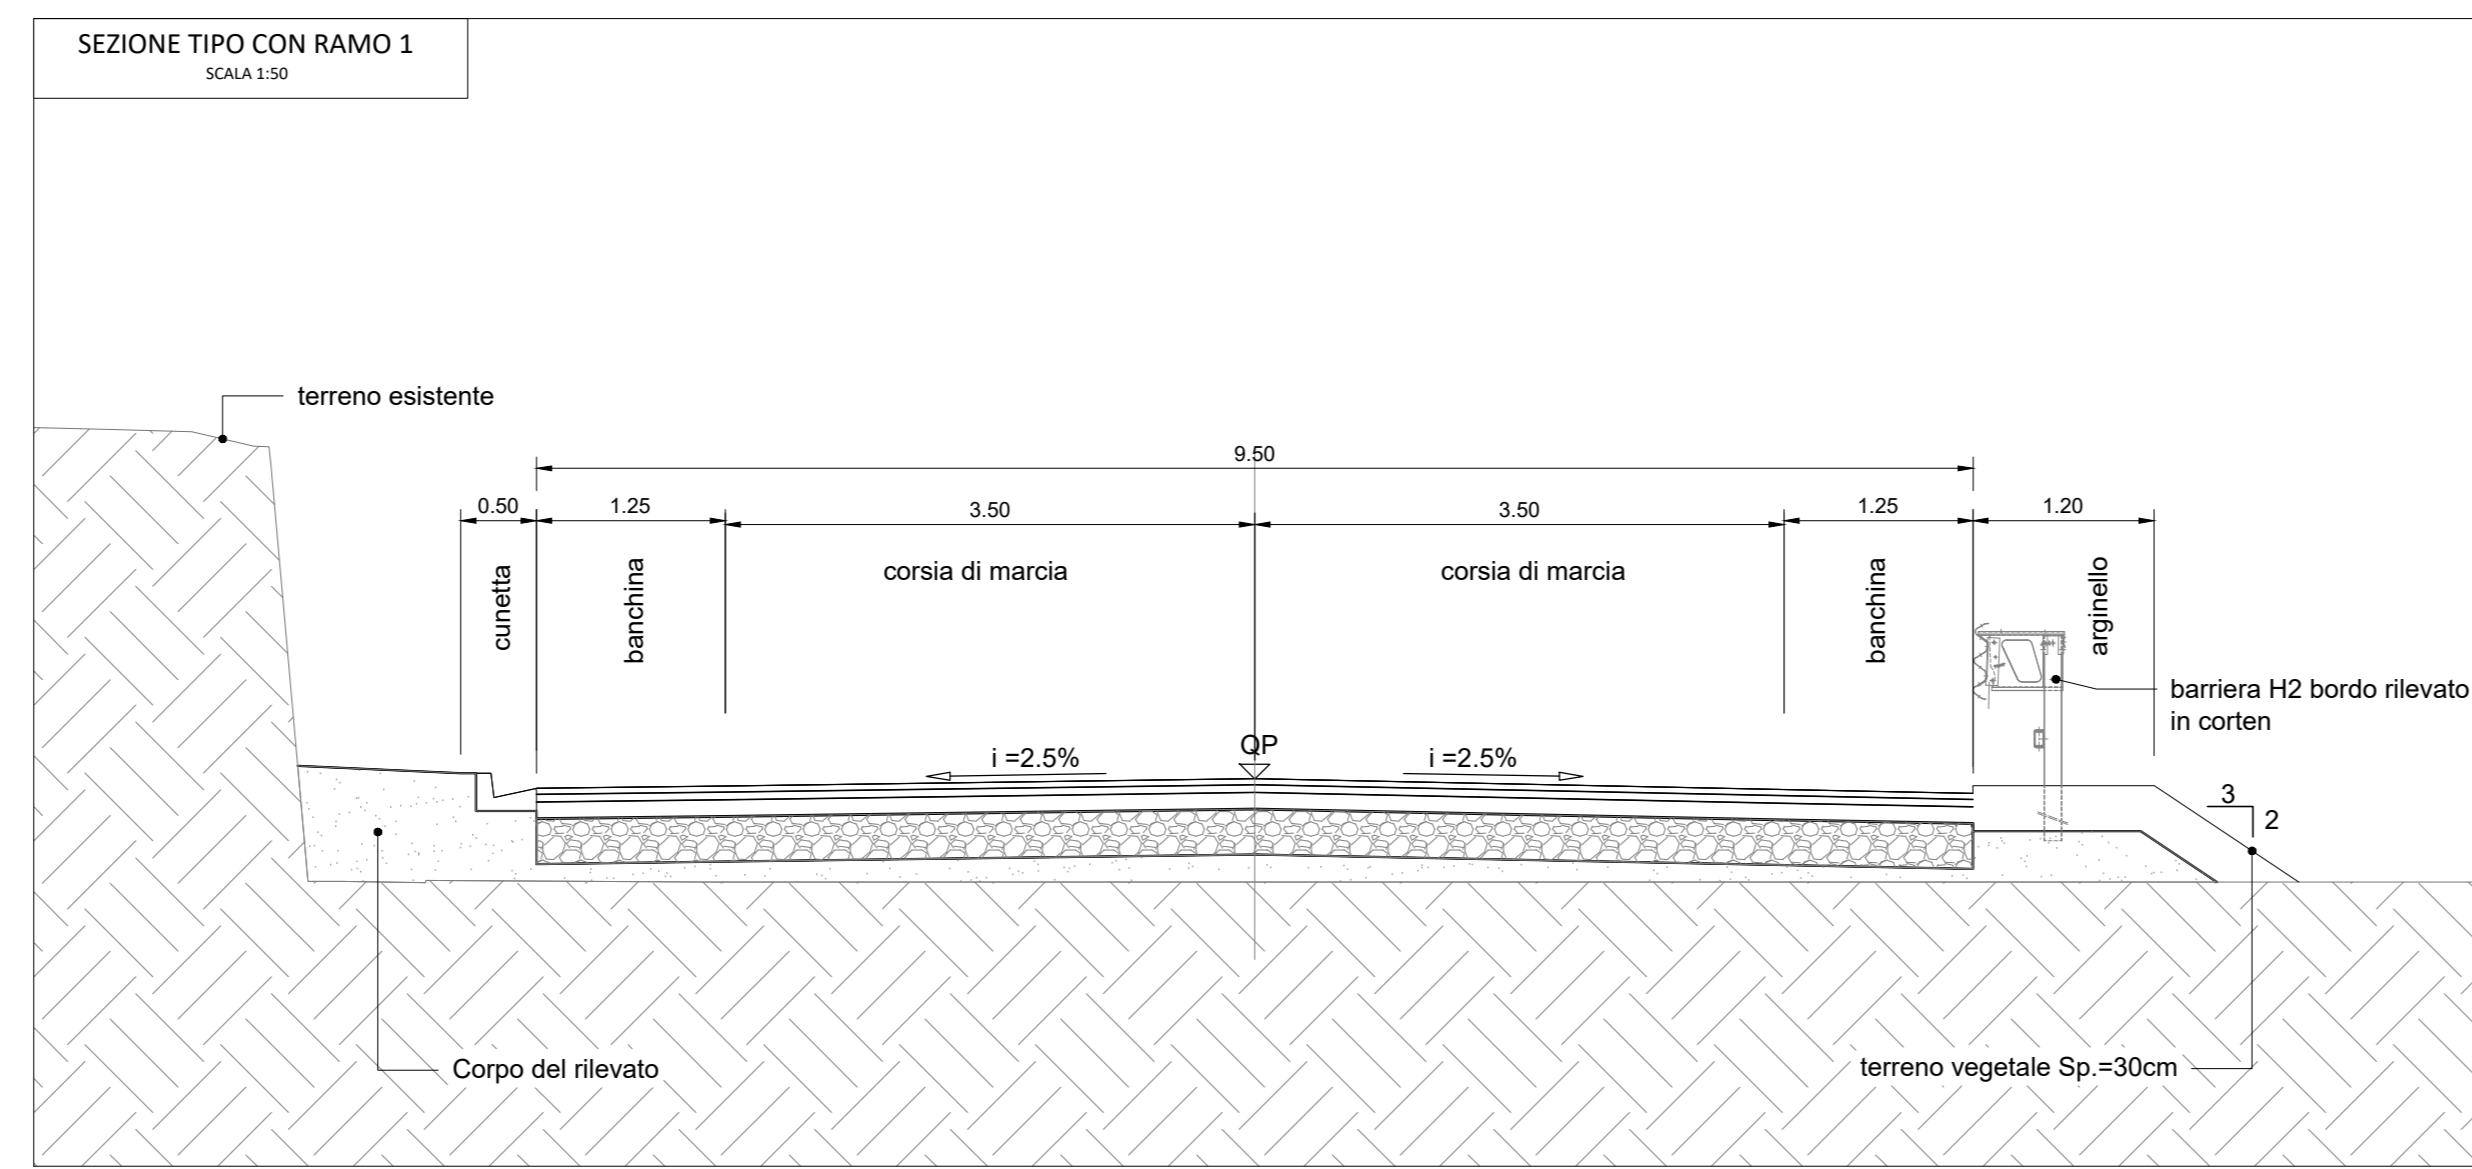 SEZIONE TIPO CON RAMO 1
SCALA 1:50
terreno esistente
9.50
0.50
1.25
3.50
3.50
1.25
1.20
cunetta
banchina
corsia di marcia
corsia di marcia
banchina
arginello
barriera H2 bordo rilevato
in corten
i =2.5%
QP
i =2.5%
3
2
Corpo del rilevato
terreno vegetale Sp.=30cm